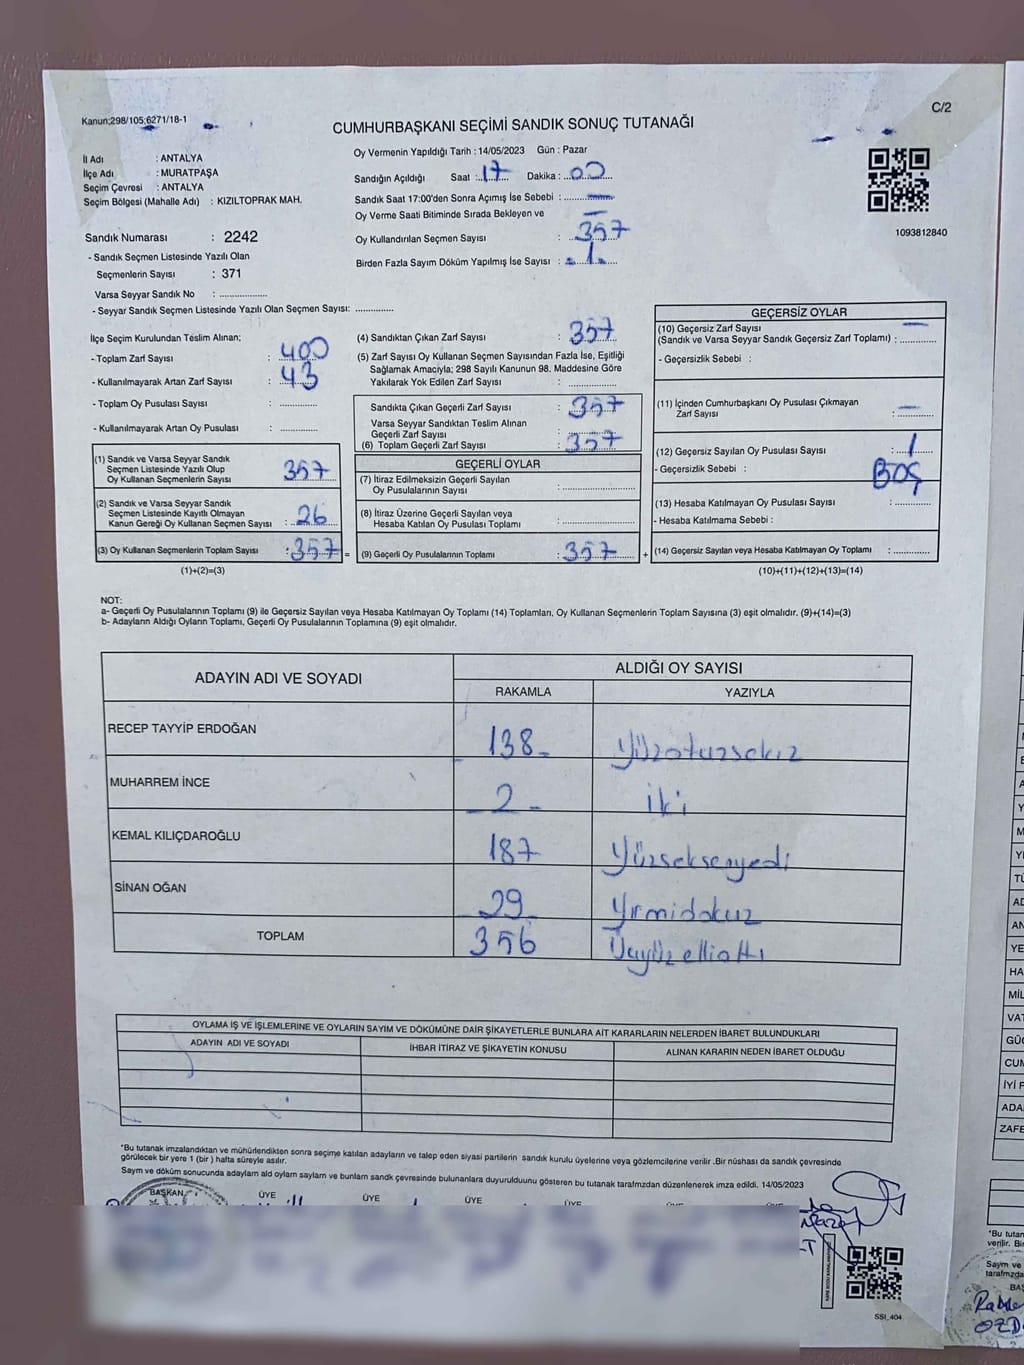 Kanun;298/105;6271/18-1
C/2
CUMHURBAŞKANI SEÇİMİ SANDIK SONUÇ TUTANAĞI
İl Adı : ANTALYA
İlçe Adı : MURATPAŞA
Seçim Çevresi : ANTALYA
Seçim Bölgesi (Mahalle Adı) : KIZILTOPRAK MAH.
Sandık Numarası : 2242
- Sandık Seçmen Listesinde Yazılı Olan
Seçmenlerin Sayısı : 371
Varsa Seyyar Sandık No : ..................
- Seyyar Sandık Seçmen Listesinde Yazılı Olan Seçmen Sayısı: ..............
Oy Vermenin Yapıldığı Tarih : 14/05/2023 Gün : Pazar
Sandığın Açıldığı Saat : 17 Dakika : 00
Sandık Saat 17:00'den Sonra Açımış İse Sebebi : —
Oy Verme Saati Bitiminde Sırada Bekleyen ve —
Oy Kullandırılan Seçmen Sayısı : 357
Birden Fazla Sayım Döküm Yapılmış İse Sayısı : - 1 -
1093812840
İlçe Seçim Kurulundan Teslim Alınan;
- Toplam Zarf Sayısı : 400
- Kullanılmayarak Artan Zarf Sayısı : 43
- Toplam Oy Pusulası Sayısı : ..............
- Kullanılmayarak Artan Oy Pusulası : ..............
(1) Sandık ve Varsa Seyyar Sandık
Seçmen Listesinde Yazılı Olup
Oy Kullanan Seçmenlerin Sayısı : 357
(2) Sandık ve Varsa Seyyar Sandık
Seçmen Listesinde Kayıtlı Olmayan
Kanun Gereği Oy Kullanan Seçmen Sayısı : 26
(3) Oy Kullanan Seçmenlerin Toplam Sayısı : 357 =
(1)+(2)=(3)
(4) Sandıktan Çıkan Zarf Sayısı : 357
(5) Zarf Sayısı Oy Kullanan Seçmen Sayısından Fazla İse, Eşitliği
Sağlamak Amacıyla; 298 Sayılı Kanunun 98. Maddesine Göre
Yakılarak Yok Edilen Zarf Sayısı : ..................
Sandıkta Çıkan Geçerli Zarf Sayısı : 357
Varsa Seyyar Sandıktan Teslim Alınan
Geçerli Zarf Sayısı : ..................
(6) Toplam Geçerli Zarf Sayısı : 357
GEÇERLİ OYLAR
(7) İtiraz Edilmeksizin Geçerli Sayılan
Oy Pusulalarının Sayısı : ..................
(8) İtiraz Üzerine Geçerli Sayılan veya
Hesaba Katılan Oy Pusulası Toplamı : ..................
(9) Geçerli Oy Pusulalarının Toplamı : 357 +
GEÇERSİZ OYLAR
(10) Geçersiz Zarf Sayısı —
(Sandık ve Varsa Seyyar Sandık Geçersiz Zarf Toplamı) : ..............
- Geçersizlik Sebebi :
(11) İçinden Cumhurbaşkanı Oy Pusulası Çıkmayan
Zarf Sayısı : —
(12) Geçersiz Sayılan Oy Pusulası Sayısı : 1
- Geçersizlik Sebebi : BOŞ
(13) Hesaba Katılmayan Oy Pusulası Sayısı : ..............
- Hesaba Katılmama Sebebi :
(14) Geçersiz Sayılan veya Hesaba Katılmayan Oy Toplamı : ..............
(10)+(11)+(12)+(13)=(14)
NOT:
a- Geçerli Oy Pusulalarının Toplamı (9) ile Geçersiz Sayılan veya Hesaba Katılmayan Oy Toplamı (14) Toplamları, Oy Kullanan Seçmenlerin Toplam Sayısına (3) eşit olmalıdır. (9)+(14)=(3)
b- Adayların Aldığı Oyların Toplamı, Geçerli Oy Pusulalarının Toplamına (9) eşit olmalıdır.
ADAYIN ADI VE SOYADI
ALDIĞI OY SAYISI
RAKAMLA YAZIYLA
RECEP TAYYİP ERDOĞAN 138- Yüzotuzsekiz
MUHARREM İNCE 2- iki
KEMAL KILIÇDAROĞLU 187 Yüzseksenyedi
SİNAN OĞAN 29 Yirmidokuz
TOPLAM 356 Üçyüzellialtı
OYLAMA İŞ VE İŞLEMLERİNE VE OYLARIN SAYIM VE DÖKÜMÜNE DAİR ŞİKAYETLERLE BUNLARA AİT KARARLARIN NELERDEN İBARET BULUNDUKLARI
ADAYIN ADI VE SOYADI İHBAR İTİRAZ VE ŞİKAYETİN KONUSU ALINAN KARARIN NEDEN İBARET OLDUĞU
*Bu tutanak imzalandıktan ve mühürlendikten sonra seçime katılan adayların ve talep eden siyasi partilerin sandık kurulu üyelerine veya gözlemcilerine verilir .Bir nüshası da sandık çevresinde
görülecek bir yere 1 (bir ) hafta süreyle asılır.
Sayım ve döküm sonucunda adayların aldı oyların sayıları ve bunların sandık çevresinde bulunanlara duyurulduunu gösteren bu tutanak tarafmzdan düzenlenerek imza edildi. 14/05/2023
BAŞKAN ÜYE ÜYE ÜYE ÜYE
SSİ_404